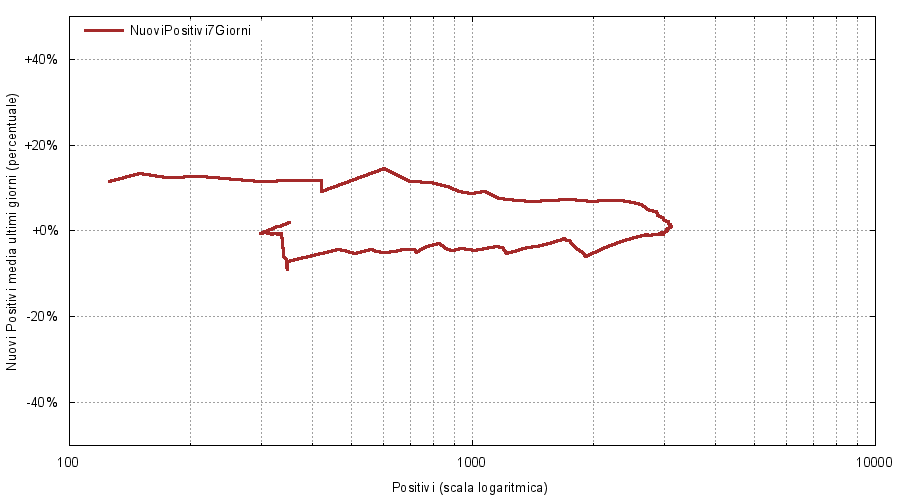 NuoviPositivi7Giorni
+40%
+20%
+0%
-20%
-40%
Nuovi Positivi media ultimi giorni (percentuale)
100
1000
10000
Positivi (scala logaritmica)